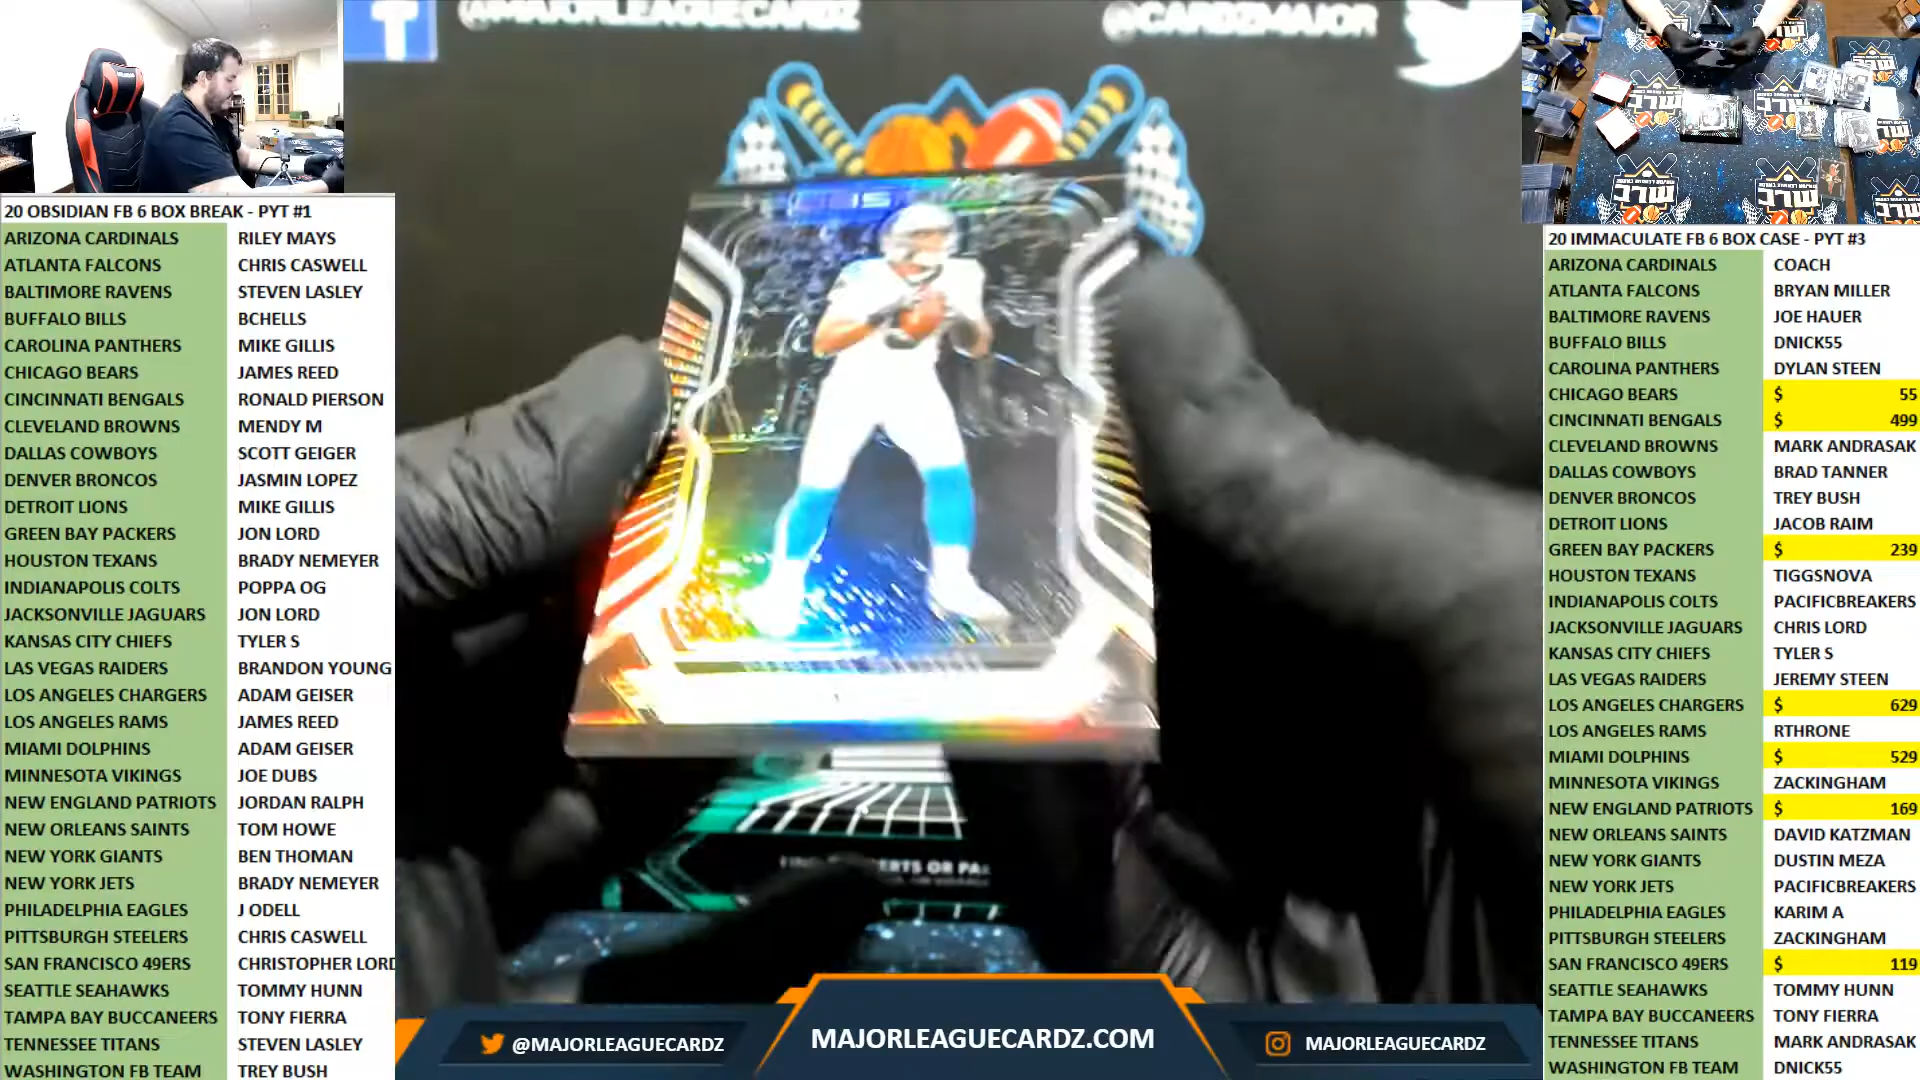 @MAJORLEAGUECARDZ
@CARDZMAJOR
20 OBSIDIAN FB 6 BOX BREAK - PYT #1
ARIZONA CARDINALS RILEY MAYS
ATLANTA FALCONS CHRIS CASWELL
BALTIMORE RAVENS STEVEN LASLEY
BUFFALO BILLS BCHELLS
CAROLINA PANTHERS MIKE GILLIS
CHICAGO BEARS JAMES REED
CINCINNATI BENGALS RONALD PIERSON
CLEVELAND BROWNS MENDY M
DALLAS COWBOYS SCOTT GEIGER
DENVER BRONCOS JASMIN LOPEZ
DETROIT LIONS MIKE GILLIS
GREEN BAY PACKERS JON LORD
HOUSTON TEXANS BRADY NEMEYER
INDIANAPOLIS COLTS POPPA OG
JACKSONVILLE JAGUARS JON LORD
KANSAS CITY CHIEFS TYLER S
LAS VEGAS RAIDERS BRANDON YOUNG
LOS ANGELES CHARGERS ADAM GEISER
LOS ANGELES RAMS JAMES REED
MIAMI DOLPHINS ADAM GEISER
MINNESOTA VIKINGS JOE DUBS
NEW ENGLAND PATRIOTS JORDAN RALPH
NEW ORLEANS SAINTS TOM HOWE
NEW YORK GIANTS BEN THOMAN
NEW YORK JETS BRADY NEMEYER
PHILADELPHIA EAGLES J ODELL
PITTSBURGH STEELERS CHRIS CASWELL
SAN FRANCISCO 49ERS CHRISTOPHER LORD
SEATTLE SEAHAWKS TOMMY HUNN
TAMPA BAY BUCCANEERS TONY FIERRA
TENNESSEE TITANS STEVEN LASLEY
WASHINGTON FB TEAM TREY BUSH
ERTS OR PA
@MAJORLEAGUECARDZ
MAJORLEAGUECARDZ.COM
MAJORLEAGUECARDZ
20 IMMACULATE FB 6 BOX CASE - PYT #3
ARIZONA CARDINALS COACH
ATLANTA FALCONS BRYAN MILLER
BALTIMORE RAVENS JOE HAUER
BUFFALO BILLS DNICK55
CAROLINA PANTHERS DYLAN STEEN
CHICAGO BEARS $ 55
CINCINNATI BENGALS $ 499
CLEVELAND BROWNS MARK ANDRASAK
DALLAS COWBOYS BRAD TANNER
DENVER BRONCOS TREY BUSH
DETROIT LIONS JACOB RAIM
GREEN BAY PACKERS $ 239
HOUSTON TEXANS TIGGSNOVA
INDIANAPOLIS COLTS PACIFICBREAKERS
JACKSONVILLE JAGUARS CHRIS LORD
KANSAS CITY CHIEFS TYLER S
LAS VEGAS RAIDERS JEREMY STEEN
LOS ANGELES CHARGERS $ 629
LOS ANGELES RAMS RTHRONE
MIAMI DOLPHINS $ 529
MINNESOTA VIKINGS ZACKINGHAM
NEW ENGLAND PATRIOTS $ 169
NEW ORLEANS SAINTS DAVID KATZMAN
NEW YORK GIANTS DUSTIN MEZA
NEW YORK JETS PACIFICBREAKERS
PHILADELPHIA EAGLES KARIM A
PITTSBURGH STEELERS ZACKINGHAM
SAN FRANCISCO 49ERS $ 119
SEATTLE SEAHAWKS TOMMY HUNN
TAMPA BAY BUCCANEERS TONY FIERRA
TENNESSEE TITANS MARK ANDRASAK
WASHINGTON FB TEAM DNICK55